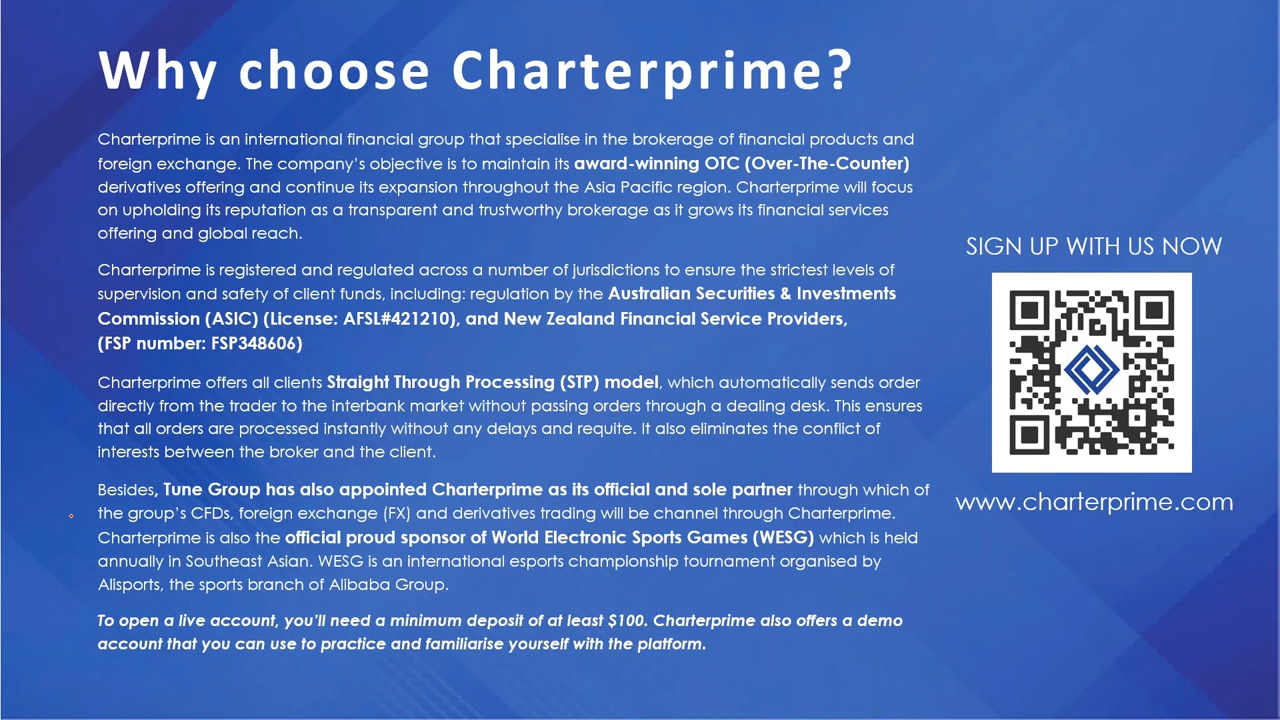 Why choose Charterprime?
Charterprime is an international financial group that specialise in the brokerage of financial products and
foreign exchange. The company's objective is to maintain its award-winning OTC (Over-The-Counter)
derivatives offering and continue its expansion throughout the Asia Pacific region. Charterprime will focus
on upholding its reputation as a transparent and trustworthy brokerage as it grows its financial services
offering and global reach.
Charterprime is registered and regulated across a number of jurisdictions to ensure the strictest levels of
supervision and safety of client funds, including: regulation by the Australian Securities & Investments
Commission (ASIC) (License: AFSL#421210), and New Zealand Financial Service Providers,
(FSP number: FSP348606)
Charterprime offers all clients Straight Through Processing (STP) model, which automatically sends order
directly from the trader to the interbank market without passing orders through a dealing desk. This ensures
that all orders are processed instantly without any delays and requite. It also eliminates the conflict of
interests between the broker and the client.
Besides, Tune Group has also appointed Charterprime as its official and sole partner through which of
the group's CFDs, foreign exchange (FX) and derivatives trading will be channel through Charterprime.
Charterprime is also the official proud sponsor of World Electronic Sports Games (WESG) which is held
annually in Southeast Asian. WESG is an international esports championship tournament organised by
Alisports, the sports branch of Alibaba Group.
To open a live account, you'll need a minimum deposit of at least $100. Charterprime also offers a demo
account that you can use to practice and familiarise yourself with the platform.
SIGN UP WITH US NOW
www.charterprime.com